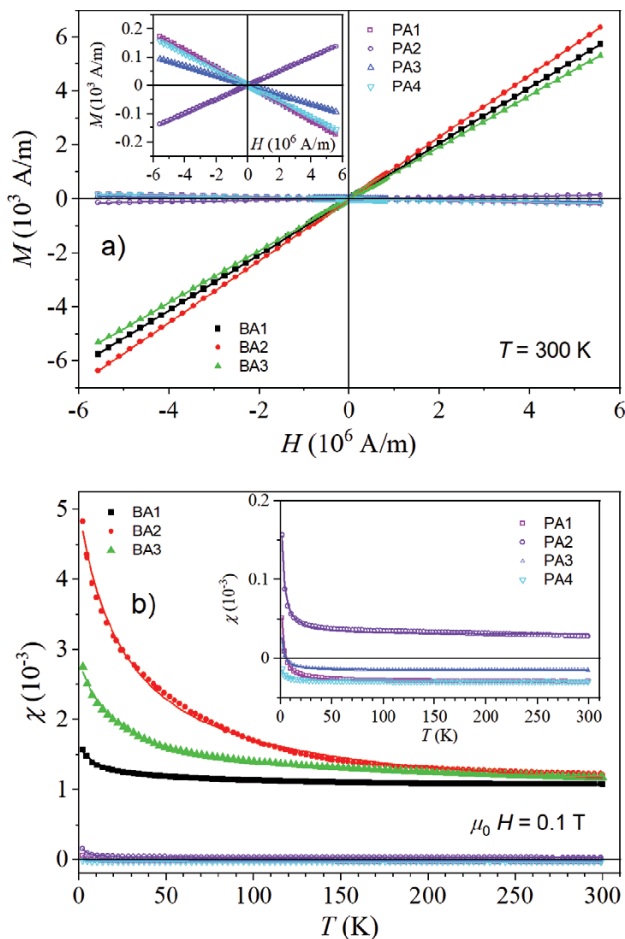 0.2
0.1
0.0
-0.1
-0.2
M (10³ A/m)
H (10⁶ A/m)
-6 -4 -2 0 2 4 6
PA1
PA2
PA3
PA4
6
4
2
0
-2
-4
-6
M (10³ A/m)
a)
BA1
BA2
BA3
T = 300 K
-6 -4 -2 0 2 4 6
H (10⁶ A/m)
5
4
3
2
1
0
χ (10⁻³)
BA1
BA2
BA3
b)
0.2
0.1
0
χ (10⁻³)
PA1
PA2
PA3
PA4
0 50 100 150 200 250 300
T (K)
μ₀ H = 0.1 T
0 50 100 150 200 250 300
T (K)